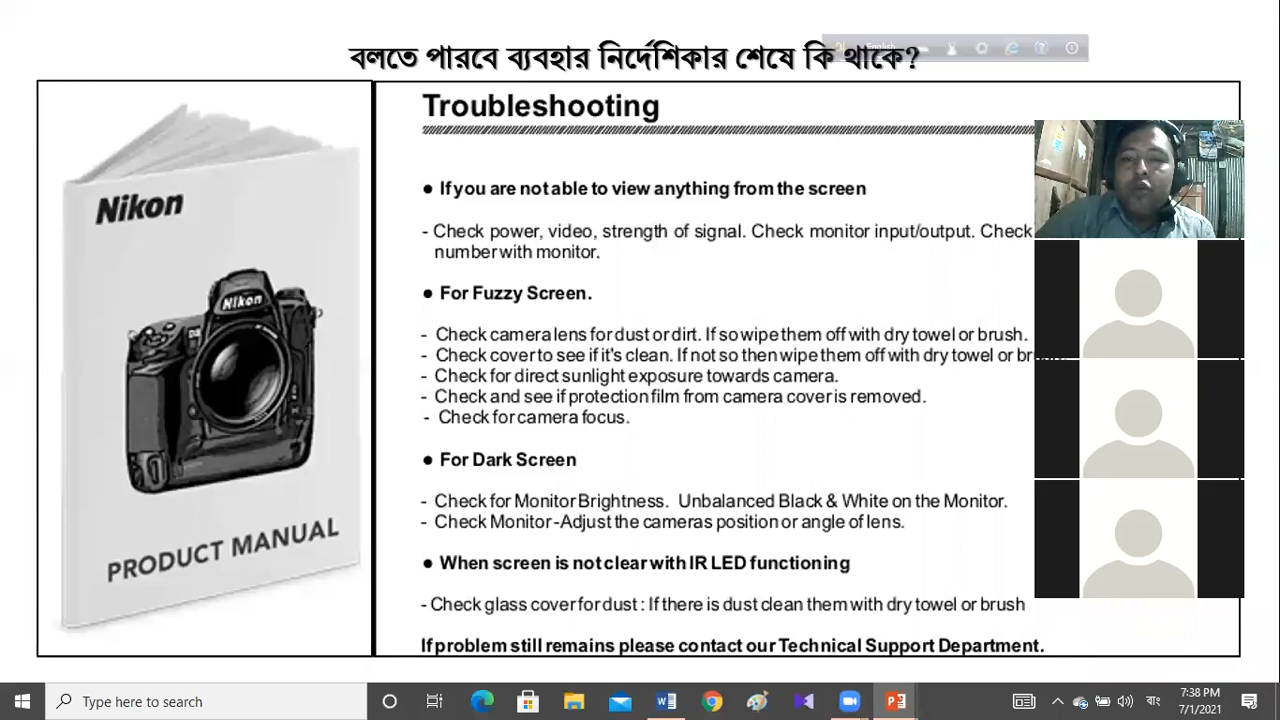 বলতে পারবে ব্যবহার নির্দেশিকার শেষে কি থাকে?
English
Nikon
Nikon
PRODUCT MANUAL
Troubleshooting
● If you are not able to view anything from the screen
- Check power, video, strength of signal. Check monitor input/output. Check
number with monitor.
● For Fuzzy Screen.
- Check camera lens for dust or dirt. If so wipe them off with dry towel or brush.
- Check cover to see if it's clean. If not so then wipe them off with dry towel or
- Check for direct sunlight exposure towards camera.
- Check and see if protection film from camera cover is removed.
- Check for camera focus.
● For Dark Screen
- Check for Monitor Brightness. Unbalanced Black & White on the Monitor.
- Check Monitor -Adjust the cameras position or angle of lens.
● When screen is not clear with IR LED functioning
- Check glass cover for dust : If there is dust clean them with dry towel or brush
If problem still remains please contact our Technical Support Department.
Type here to search
বাং
7:38 PM
7/1/2021